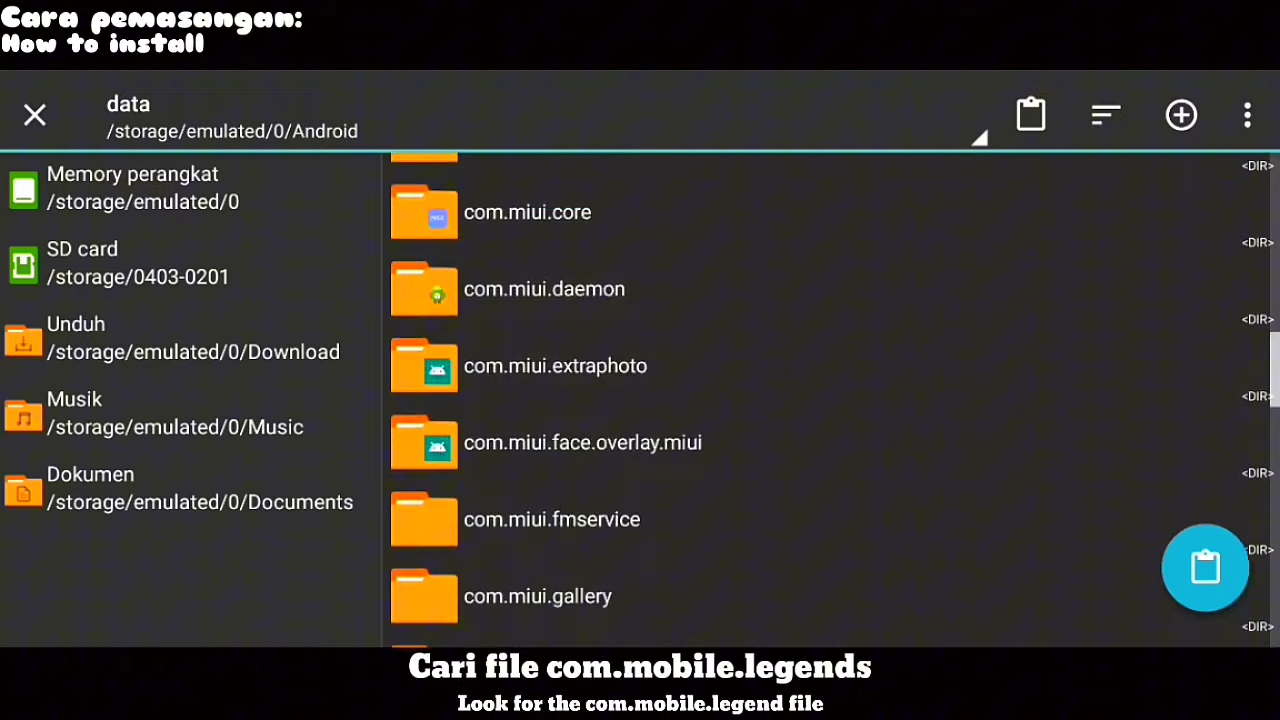 Cara pemasangan:
How to install
data
/storage/emulated/0/Android
Memory perangkat
/storage/emulated/0
SD card
/storage/0403-0201
Unduh
/storage/emulated/0/Download
Musik
/storage/emulated/0/Music
Dokumen
/storage/emulated/0/Documents
<DIR>
com.miui.core
<DIR>
com.miui.daemon
<DIR>
com.miui.extraphoto
<DIR>
com.miui.face.overlay.miui
<DIR>
com.miui.fmservice
<DIR>
com.miui.gallery
<DIR>
Cari file com.mobile.legends
Look for the com.mobile.legend file